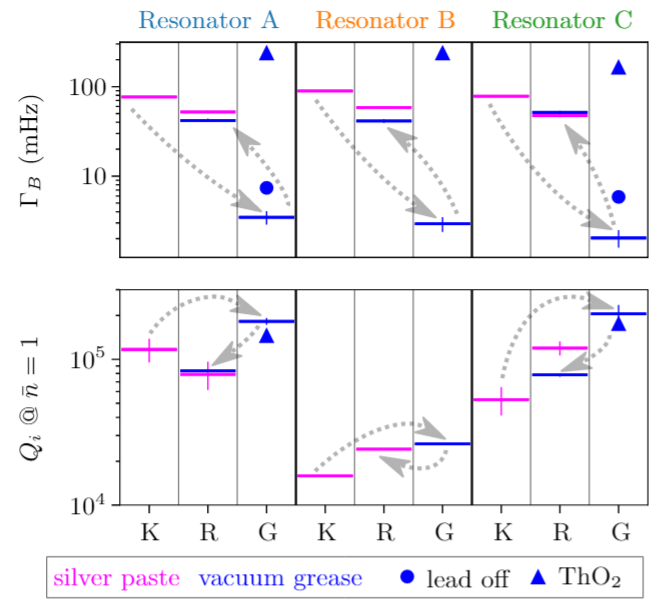 Resonator A Resonator B Resonator C
Γ_B (mHz)
100
10
Q_i @ n̄ = 1
10^5
10^4
K R G K R G K R G
silver paste vacuum grease lead off ThO₂